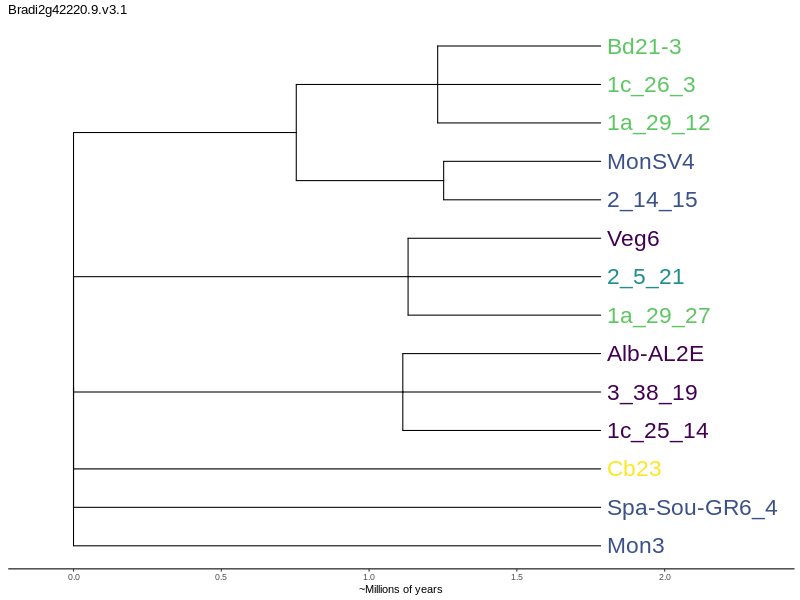 Bradi2g42220.9.v3.1
Bd21-3
1c_26_3
1a_29_12
MonSV4
2_14_15
Veg6
2_5_21
1a_29_27
Alb-AL2E
3_38_19
1c_25_14
Cb23
Spa-Sou-GR6_4
Mon3
0.0 0.5 1.0 1.5 2.0
~Millions of years